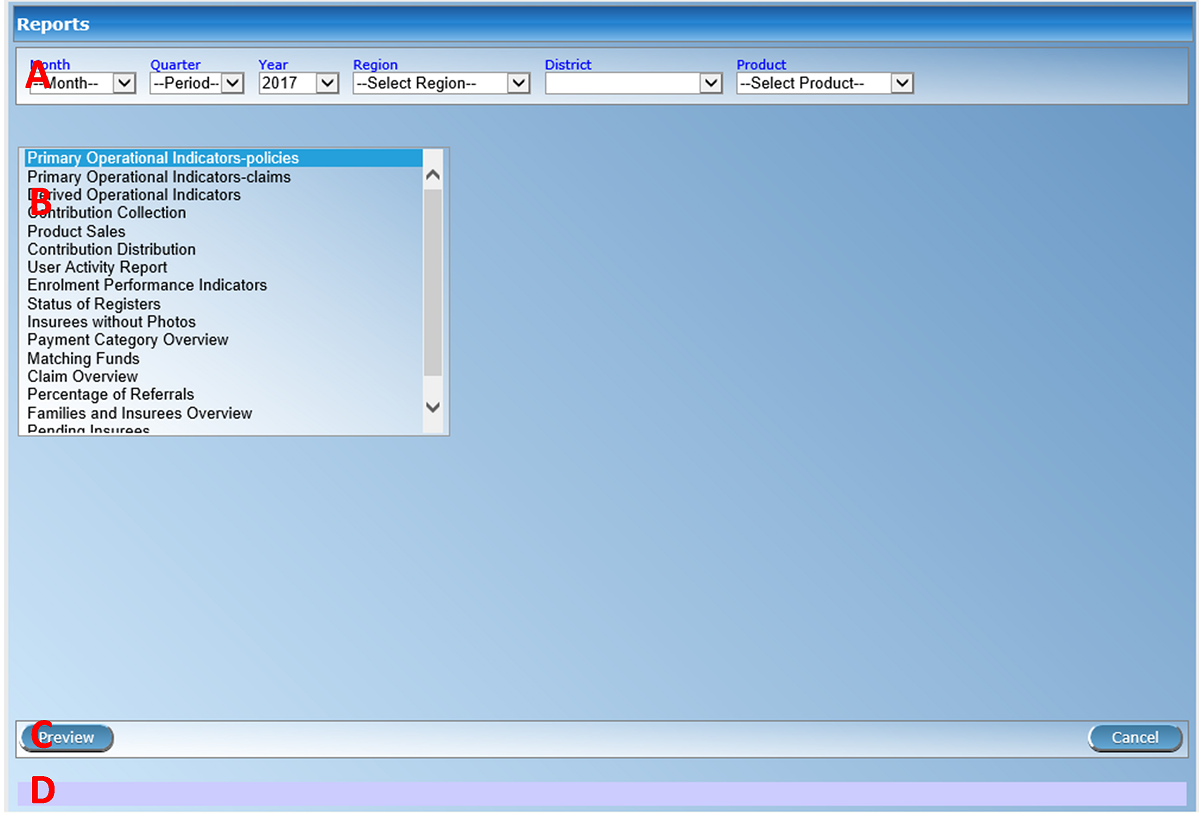 Reports
Month Quarter Year Region District Product
A
--Month-- --Period-- 2017 --Select Region-- --Select Product--
Primary Operational Indicators-policies
Primary Operational Indicators-claims
B
Derived Operational Indicators
Contribution Collection
Product Sales
Contribution Distribution
User Activity Report
Enrolment Performance Indicators
Status of Registers
Insurees without Photos
Payment Category Overview
Matching Funds
Claim Overview
Percentage of Referrals
Families and Insurees Overview
Pending Insurees
C
Preview Cancel
D